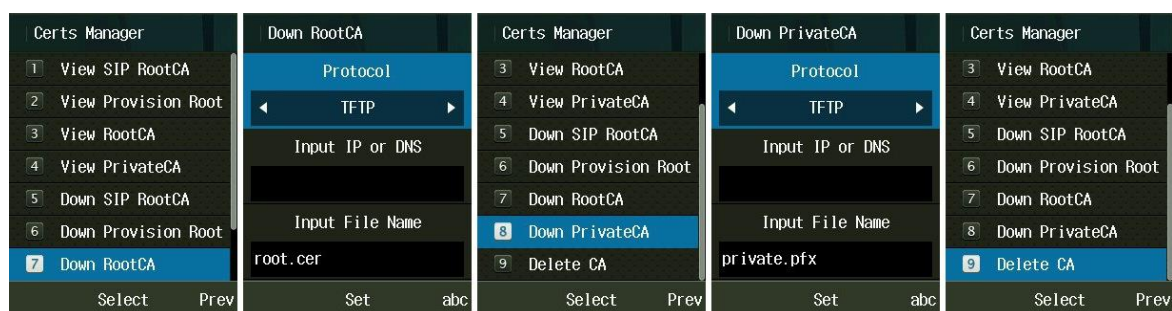 Certs Manager
1 View SIP RootCA
2 View Provision Root
3 View RootCA
4 View PrivateCA
5 Down SIP RootCA
6 Down Provision Root
7 Down RootCA
Select Prev
Down RootCA
Protocol
TFTP
Input IP or DNS
Input File Name
root.cer
Set abc
Certs Manager
3 View RootCA
4 View PrivateCA
5 Down SIP RootCA
6 Down Provision Root
7 Down RootCA
8 Down PrivateCA
9 Delete CA
Select Prev
Down PrivateCA
Protocol
TFTP
Input IP or DNS
Input File Name
private.pfx
Set abc
Certs Manager
3 View RootCA
4 View PrivateCA
5 Down SIP RootCA
6 Down Provision Root
7 Down RootCA
8 Down PrivateCA
9 Delete CA
Select Prev